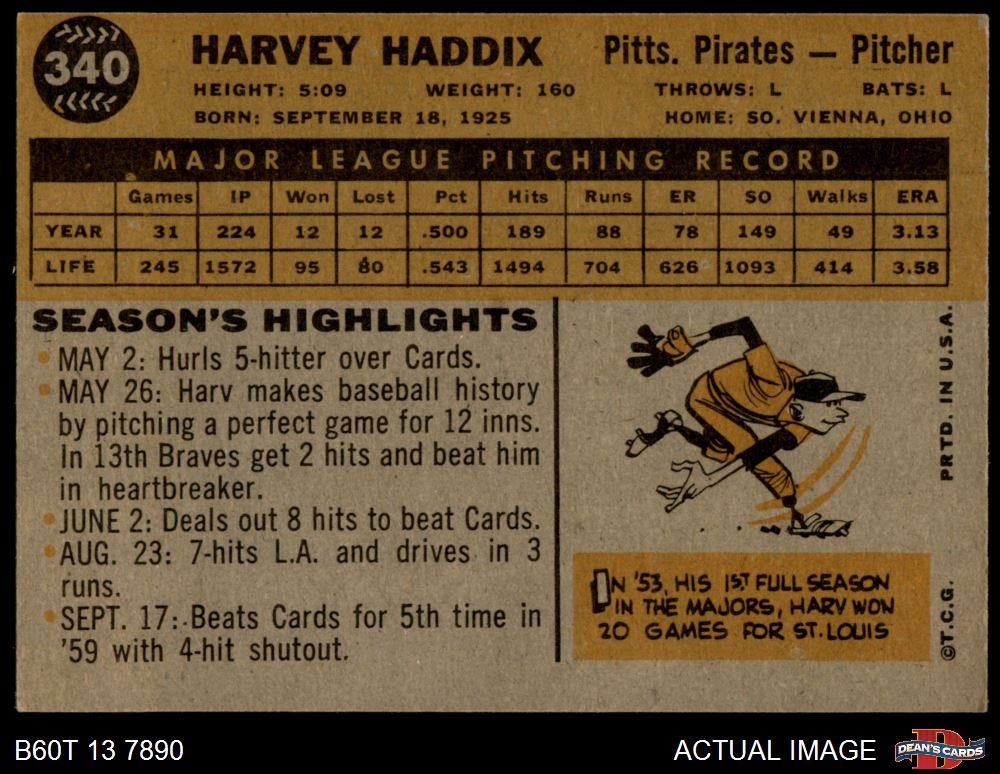 340
HARVEY HADDIX
Pitts. Pirates — Pitcher
HEIGHT: 5:09 WEIGHT: 160 THROWS: L BATS: L
BORN: SEPTEMBER 18, 1925 HOME: SO. VIENNA, OHIO
MAJOR LEAGUE PITCHING RECORD
Games IP Won Lost Pct Hits Runs ER SO Walks ERA
YEAR 31 224 12 12 .500 189 88 78 149 49 3.13
LIFE 245 1572 95 80 .543 1494 704 626 1093 414 3.58
SEASON'S HIGHLIGHTS
• MAY 2: Hurls 5-hitter over Cards.
• MAY 26: Harv makes baseball history
by pitching a perfect game for 12 inns.
In 13th Braves get 2 hits and beat him
in heartbreaker.
• JUNE 2: Deals out 8 hits to beat Cards.
• AUG. 23: 7-hits L.A. and drives in 3
runs.
• SEPT. 17: Beats Cards for 5th time in
'59 with 4-hit shutout.
IN '53, HIS 1ST FULL SEASON
IN THE MAJORS, HARV WON
20 GAMES FOR ST. LOUIS
©T.C.G. PRTD. IN U.S.A.
B60T 13 7890
ACTUAL IMAGE
DEAN'S CARDS